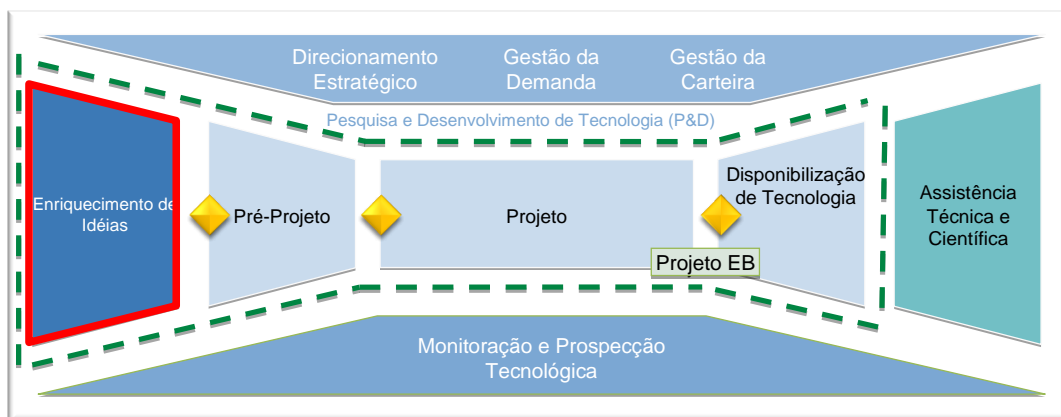 Direcionamento
Estratégico
Gestão da
Demanda
Gestão da
Carteira
Pesquisa e Desenvolvimento de Tecnologia (P&D)
Enriquecimento de
Idéias
Pré-Projeto
Projeto
Disponibilização
de Tecnologia
Projeto EB
Assistência
Técnica e
Científica
Monitoração e Prospecção
Tecnológica